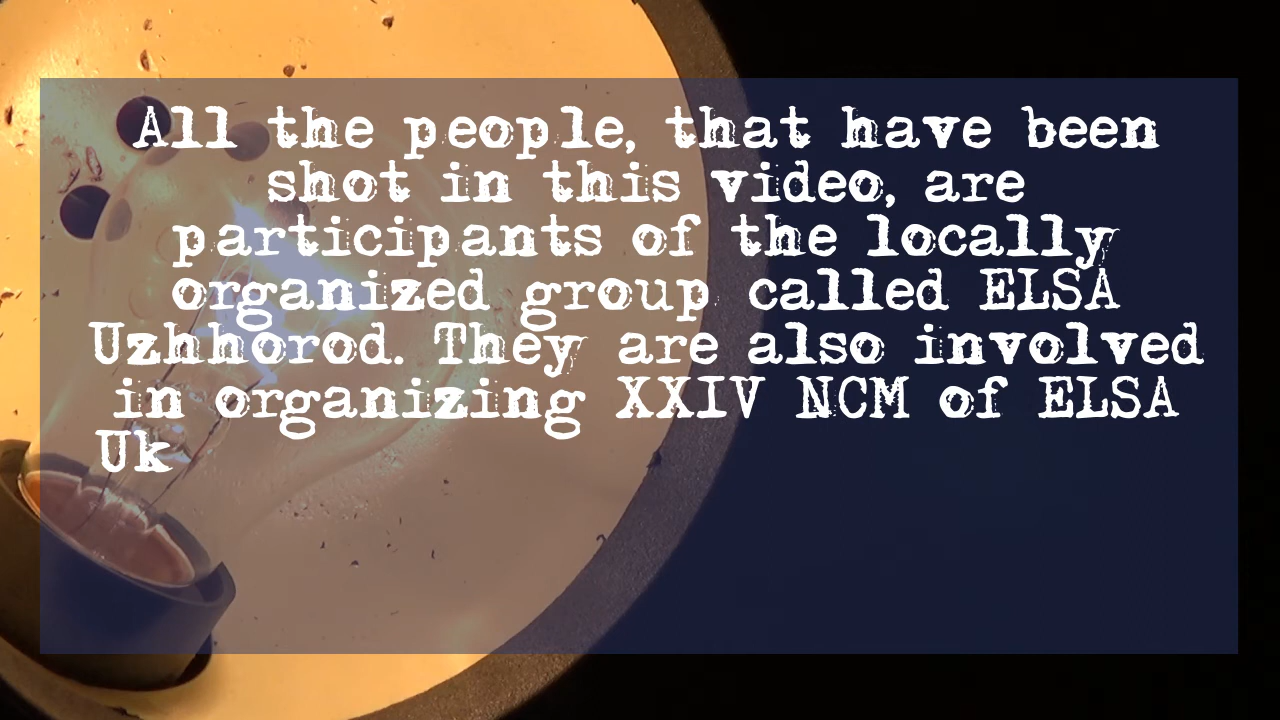 All the people, that have been
shot in this video, are
participants of the locally
organized group called ELSA
Uzhhorod. They are also involved
in organizing XXIV NCM of ELSA
Uk